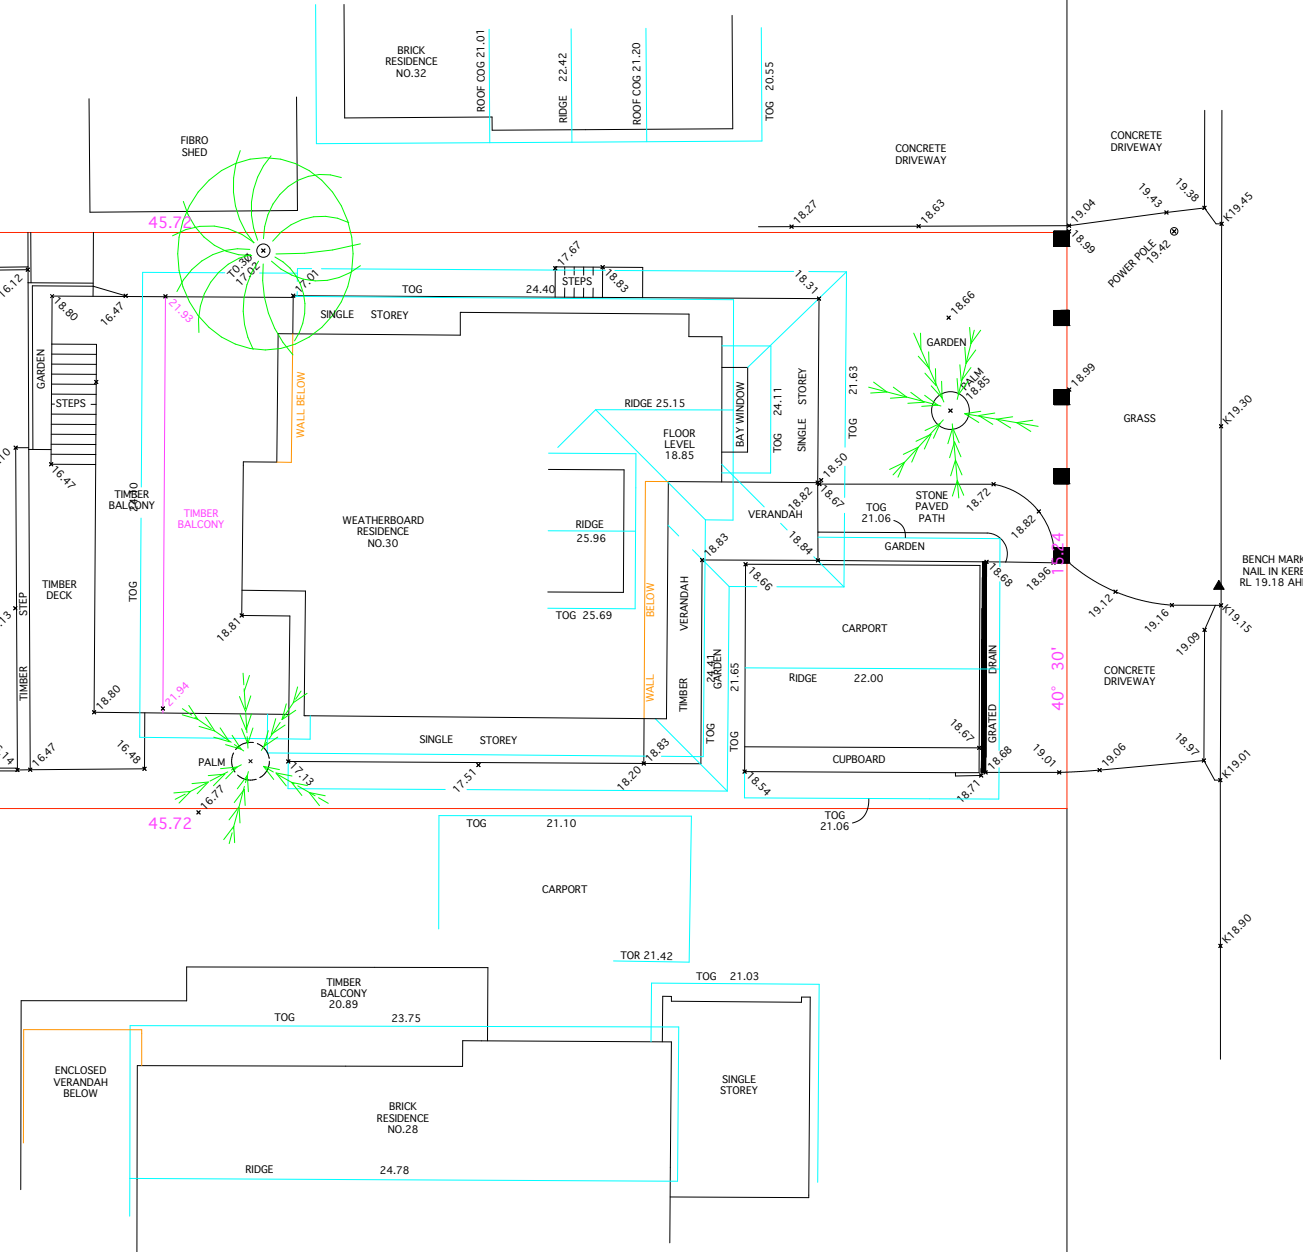 BRICK
RESIDENCE
NO.32
ROOF COG 21.01
RIDGE 22.42
ROOF COG 21.20
TOG 20.55
FIBRO
SHED
CONCRETE
DRIVEWAY
CONCRETE
DRIVEWAY
45.72
18.27
18.63
19.04
19.43
19.38
K19.45
18.99
POWER POLE
19.42
T0.30
17.02
17.01
16.12
18.80
16.47
21.93
TOG 24.40
17.67
STEPS
18.83
18.31
SINGLE STOREY
18.66
GARDEN
PALM
18.85
18.99
GRASS
K19.30
GARDEN
STEPS
WALL BELOW
RIDGE 25.15
FLOOR
LEVEL
18.85
BAY WINDOW
TOG 24.11
SINGLE STOREY
TOG 21.63
16.47
TIMBER
BALCONY
TIMBER
BALCONY
WEATHERBOARD
RESIDENCE
NO.30
RIDGE
25.96
VERANDAH
18.82
18.50
18.67
18.84
18.72
STONE
PAVED
PATH
TOG
21.06
GARDEN
18.82
15.24
18.96
18.68
18.83
18.66
BENCH MARK
NAIL IN KERB
RL 19.18
TIMBER
DECK
TOG
TIMBER STEP
18.81
TOG 25.69
WALL BELOW
TIMBER VERANDAH
TOG 24.41
GARDEN
TOG 21.65
CARPORT
RIDGE 22.00
GRATED DRAIN
40° 30'
19.12
19.16
K19.15
19.09
CONCRETE
DRIVEWAY
18.80
21.94
16.47
16.48
PALM
16.77
17.13
SINGLE STOREY
17.51
18.20
18.83
18.67
CUPBOARD
18.54
18.68
18.71
19.01
19.06
18.97
K19.01
45.72
TOG 21.10
TOG
21.06
CARPORT
TOR 21.42
K18.90
TIMBER
BALCONY
20.89
TOG 23.75
TOG 21.03
ENCLOSED
VERANDAH
BELOW
BRICK
RESIDENCE
NO.28
SINGLE
STOREY
RIDGE 24.78